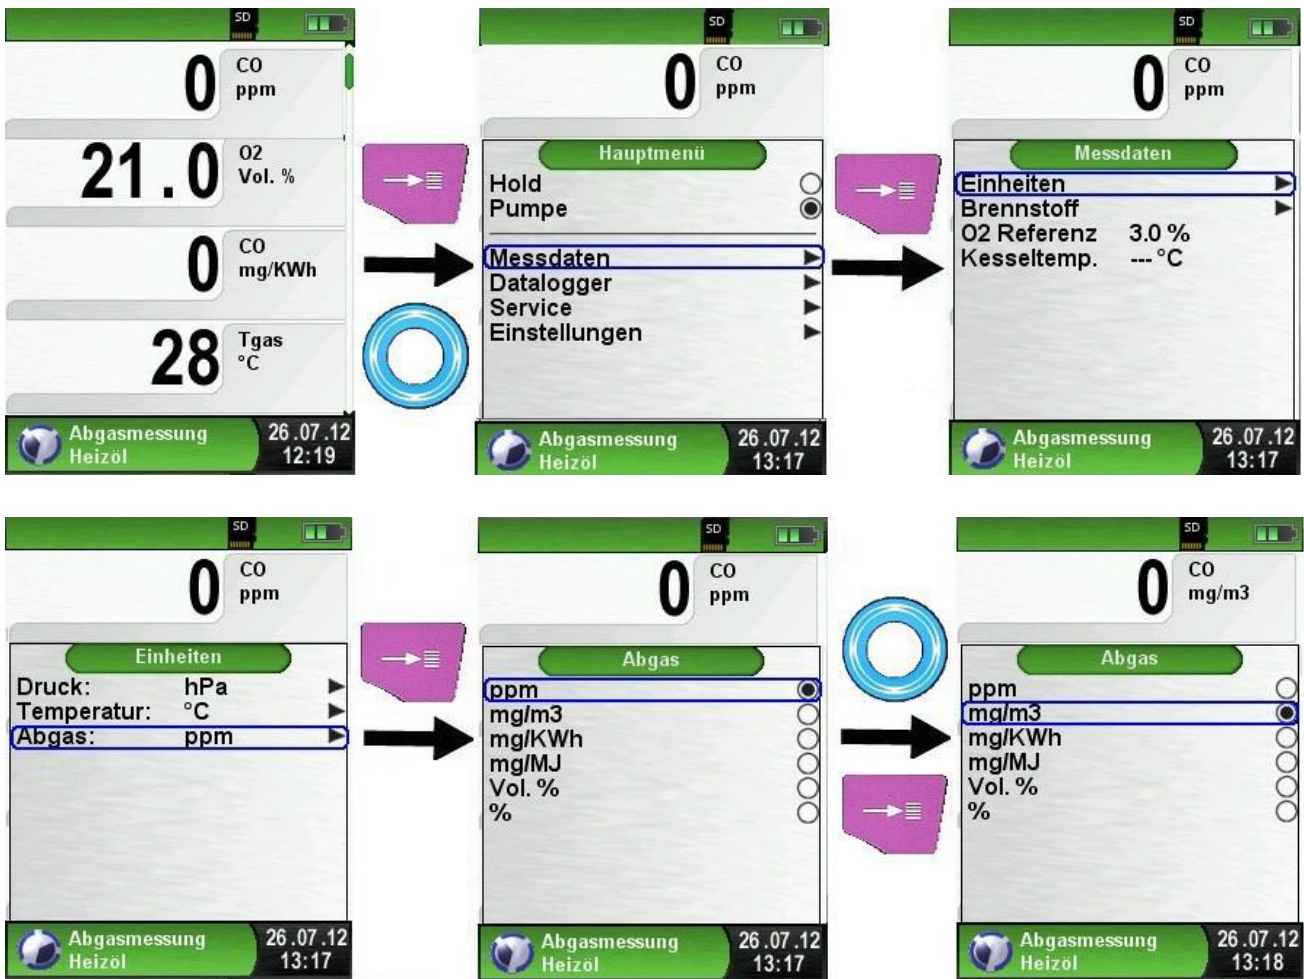 SD
0 CO
ppm
21.0 O2
Vol. %
0 CO
mg/KWh
28 Tgas
°C
Abgasmessung 26.07.12
Heizöl 12:19
SD
0 CO
ppm
Hauptmenü
Hold
Pumpe
Messdaten
Datalogger
Service
Einstellungen
Abgasmessung 26.07.12
Heizöl 13:17
SD
0 CO
ppm
Messdaten
Einheiten
Brennstoff
O2 Referenz 3.0 %
Kesseltemp. --- °C
Abgasmessung 26.07.12
Heizöl 13:17
SD
0 CO
ppm
Einheiten
Druck: hPa
Temperatur: °C
Abgas: ppm
Abgasmessung 26.07.12
Heizöl 13:17
SD
0 CO
ppm
Abgas
ppm
mg/m3
mg/KWh
mg/MJ
Vol. %
%
Abgasmessung 26.07.12
Heizöl 13:17
SD
0 CO
mg/m3
Abgas
ppm
mg/m3
mg/KWh
mg/MJ
Vol. %
%
Abgasmessung 26.07.12
Heizöl 13:18